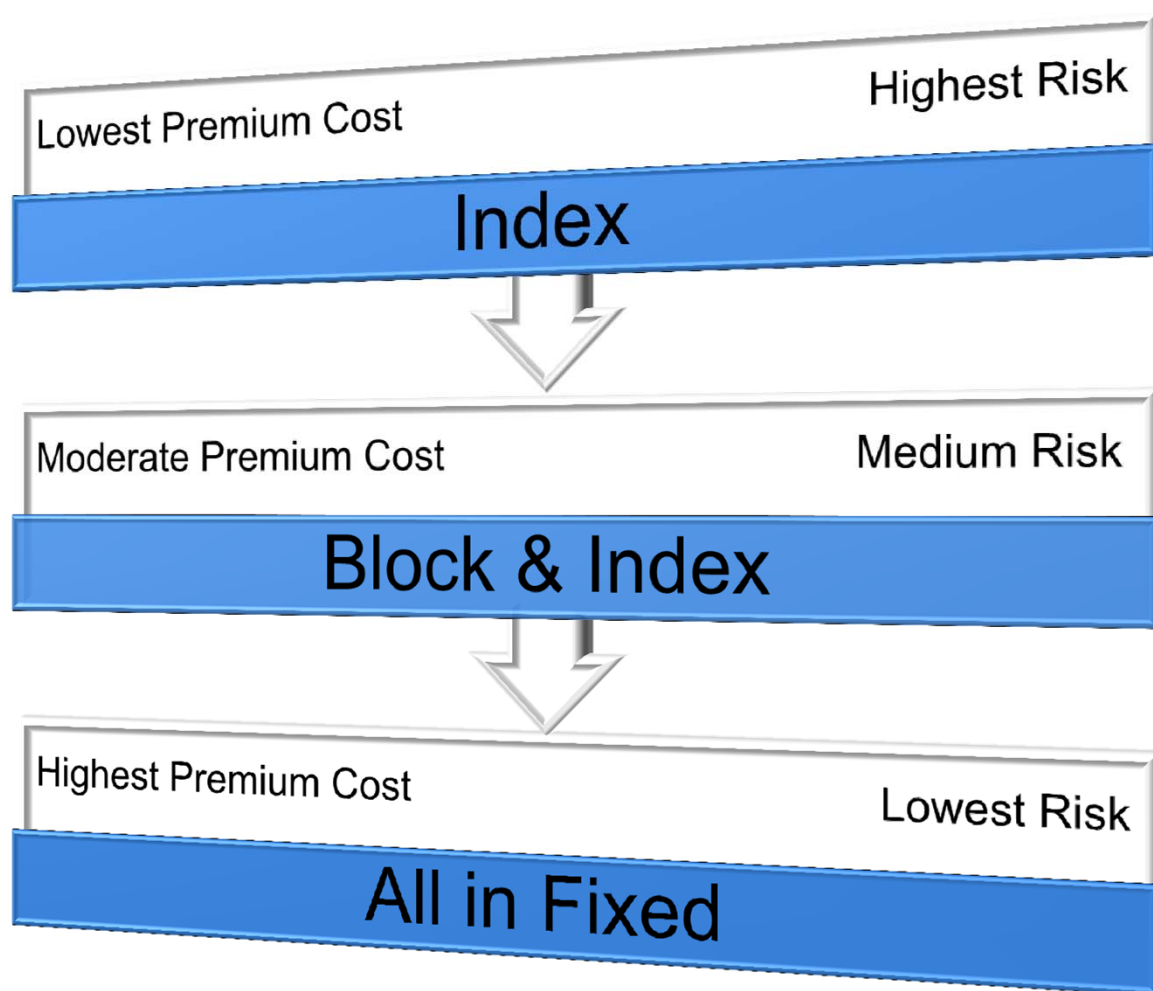 Lowest Premium Cost
Highest Risk
Index
Moderate Premium Cost
Medium Risk
Block & Index
Highest Premium Cost
Lowest Risk
All in Fixed